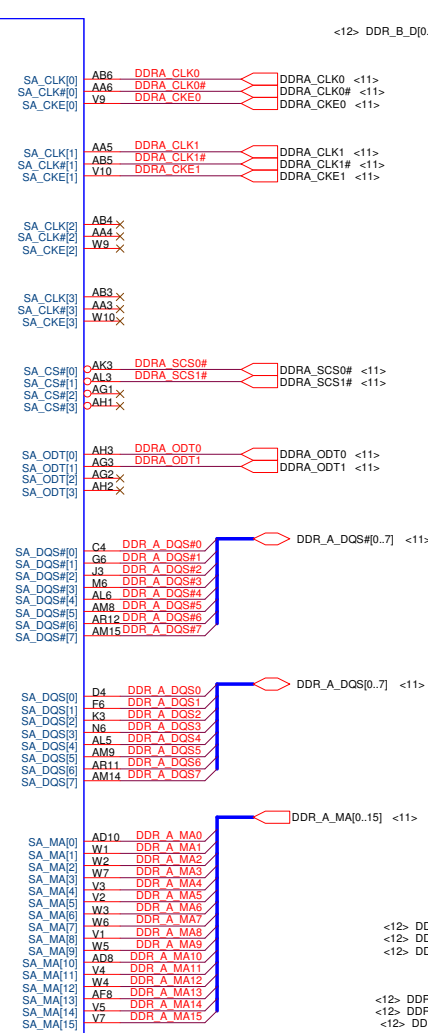 <12> DDR_B_D[0.
SA_CLK[0] AB6 DDRA_CLK0 DDRA_CLK0 <11>
SA_CLK#[0] AA6 DDRA_CLK0# DDRA_CLK0# <11>
SA_CKE[0] V9 DDRA_CKE0 DDRA_CKE0 <11>
SA_CLK[1] AA5 DDRA_CLK1 DDRA_CLK1 <11>
SA_CLK#[1] AB5 DDRA_CLK1# DDRA_CLK1# <11>
SA_CKE[1] V10 DDRA_CKE1 DDRA_CKE1 <11>
SA_CLK[2] AB4
SA_CLK#[2] AA4
SA_CKE[2] W9
SA_CLK[3] AB3
SA_CLK#[3] AA3
SA_CKE[3] W10
SA_CS#[0] AK3 DDRA_SCS0# DDRA_SCS0# <11>
SA_CS#[1] AL3 DDRA_SCS1# DDRA_SCS1# <11>
SA_CS#[2] AG1
SA_CS#[3] AH1
SA_ODT[0] AH3 DDRA_ODT0 DDRA_ODT0 <11>
SA_ODT[1] AG3 DDRA_ODT1 DDRA_ODT1 <11>
SA_ODT[2] AG2
SA_ODT[3] AH2
DDR_A_DQS#[0..7] <11>
SA_DQS#[0] C4 DDR_A_DQS#0
SA_DQS#[1] G6 DDR_A_DQS#1
SA_DQS#[2] J3 DDR_A_DQS#2
SA_DQS#[3] M6 DDR_A_DQS#3
SA_DQS#[4] AL6 DDR_A_DQS#4
SA_DQS#[5] AM8 DDR_A_DQS#5
SA_DQS#[6] AR12 DDR_A_DQS#6
SA_DQS#[7] AM15 DDR_A_DQS#7
DDR_A_DQS[0..7] <11>
SA_DQS[0] D4 DDR_A_DQS0
SA_DQS[1] F6 DDR_A_DQS1
SA_DQS[2] K3 DDR_A_DQS2
SA_DQS[3] N6 DDR_A_DQS3
SA_DQS[4] AL5 DDR_A_DQS4
SA_DQS[5] AM9 DDR_A_DQS5
SA_DQS[6] AR11 DDR_A_DQS6
SA_DQS[7] AM14 DDR_A_DQS7
DDR_A_MA[0..15] <11>
SA_MA[0] AD10 DDR_A_MA0
SA_MA[1] W1 DDR_A_MA1
SA_MA[2] W2 DDR_A_MA2
SA_MA[3] W7 DDR_A_MA3
SA_MA[4] V3 DDR_A_MA4
SA_MA[5] V2 DDR_A_MA5
SA_MA[6] W3 DDR_A_MA6
SA_MA[7] W6 DDR_A_MA7 <12> DD
SA_MA[8] V1 DDR_A_MA8 <12> DD
SA_MA[9] W5 DDR_A_MA9 <12> DD
SA_MA[10] AD8 DDR_A_MA10
SA_MA[11] V4 DDR_A_MA11
SA_MA[12] W4 DDR_A_MA12
SA_MA[13] AF8 DDR_A_MA13 <12> DDF
SA_MA[14] V5 DDR_A_MA14 <12> DDF
SA_MA[15] V7 DDR_A_MA15 <12> DD